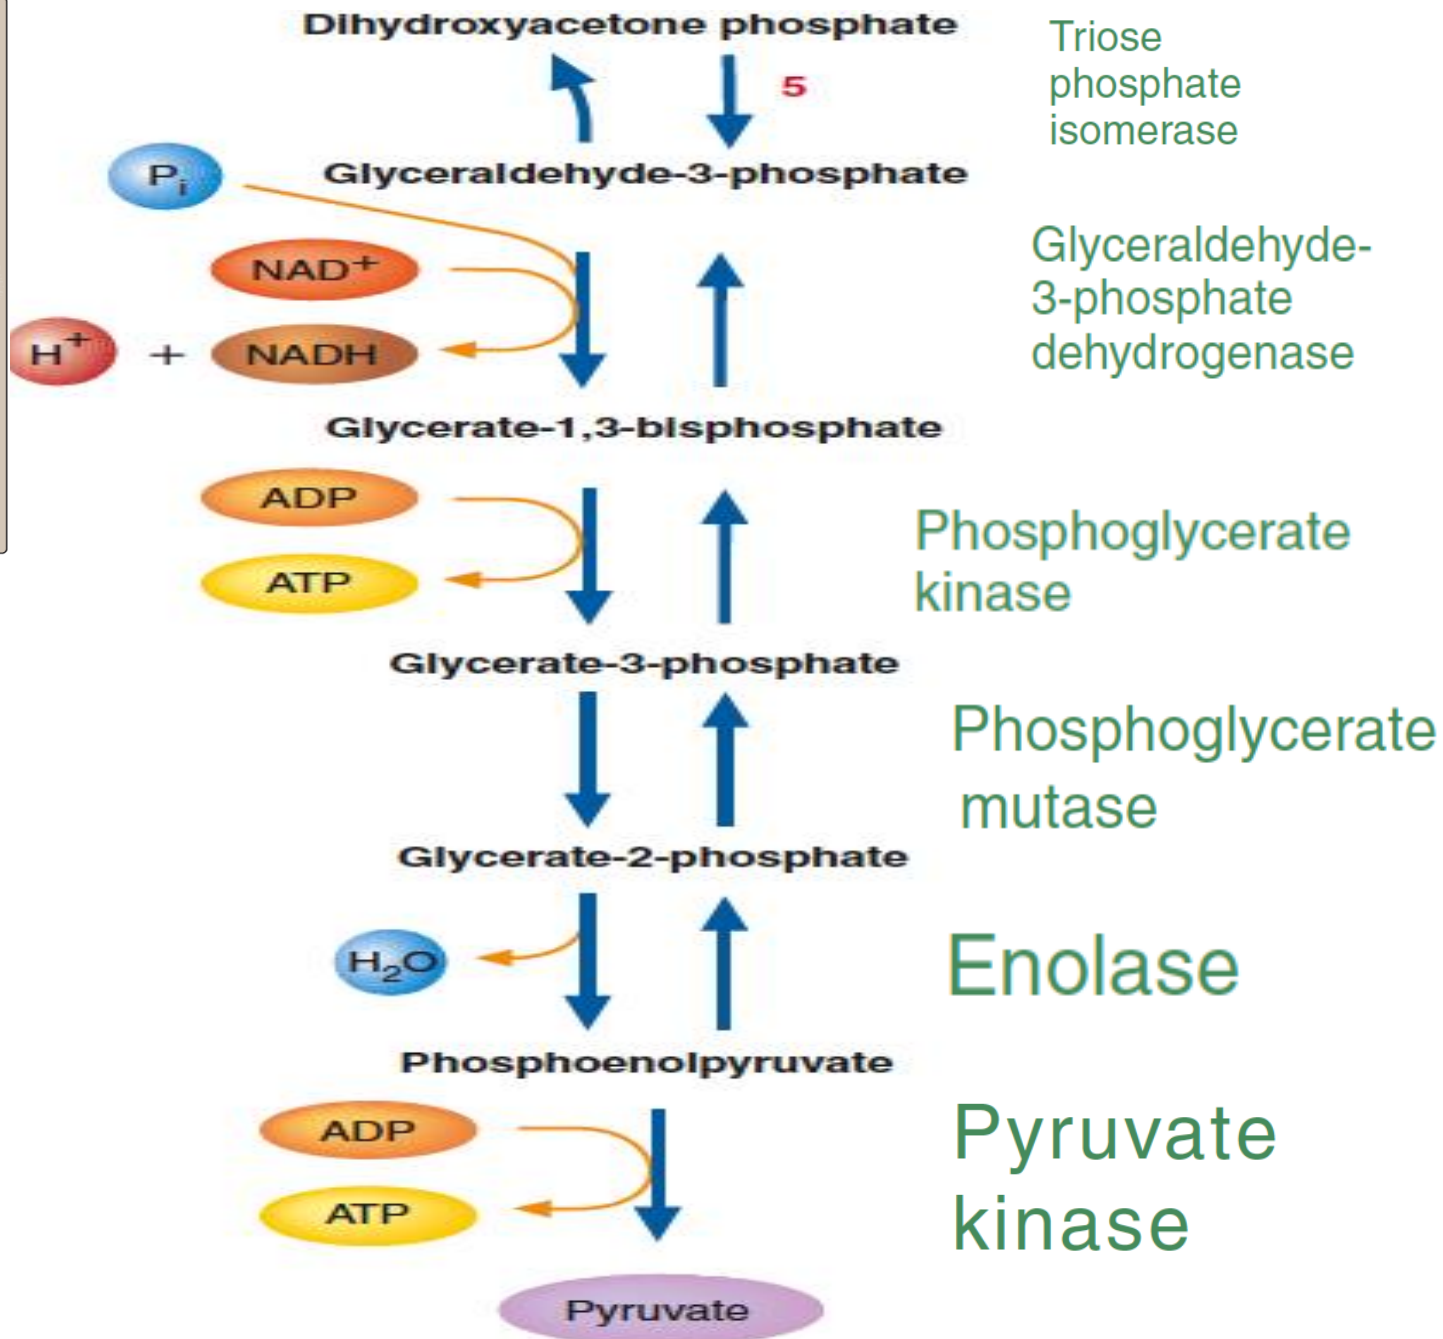 Dihydroxyacetone phosphate
Triose
phosphate
isomerase
5
Pi
Glyceraldehyde-3-phosphate
NAD+
H+ + NADH
Glyceraldehyde-
3-phosphate
dehydrogenase
Glycerate-1,3-bisphosphate
ADP
ATP
Phosphoglycerate
kinase
Glycerate-3-phosphate
Phosphoglycerate
mutase
Glycerate-2-phosphate
H2O
Enolase
Phosphoenolpyruvate
ADP
ATP
Pyruvate
kinase
Pyruvate